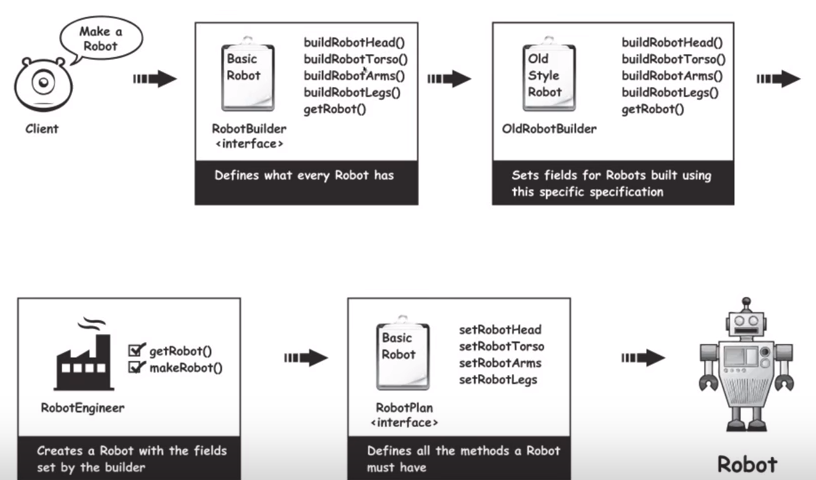 Make a
Robot
Client
Basic
Robot
buildRobotHead()
buildRobotTorso()
buildRobotArms()
buildRobotLegs()
getRobot()
RobotBuilder
<interface>
Defines what every Robot has
Old
Style
Robot
buildRobotHead()
buildRobotTorso()
buildRobotArms()
buildRobotLegs()
getRobot()
OldRobotBuilder
Sets fields for Robots built using
this specific specification
getRobot()
makeRobot()
RobotEngineer
Creates a Robot with the fields
set by the builder
Basic
Robot
setRobotHead
setRobotTorso
setRobotArms
setRobotLegs
RobotPlan
<interface>
Defines all the methods a Robot
must have
Robot